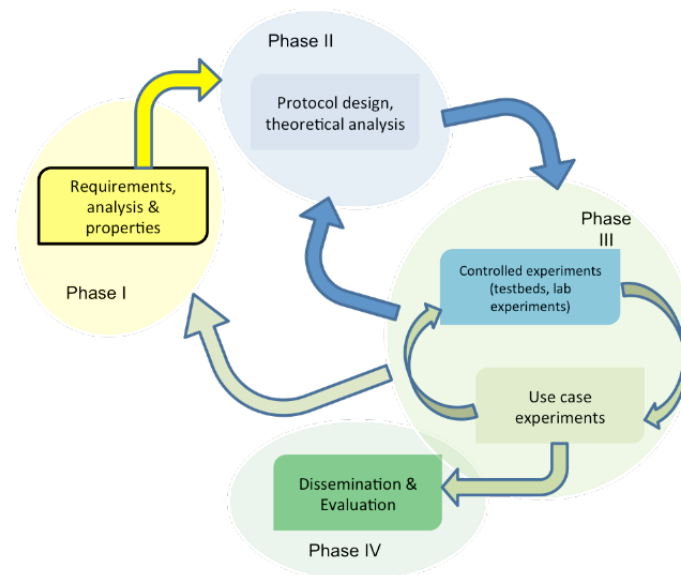 Phase II
Protocol design,
theoretical analysis
Requirements,
analysis &
properties
Phase I
Phase
III
Controlled experiments
(testbeds, lab
experiments)
Use case
experiments
Dissemination &
Evaluation
Phase IV